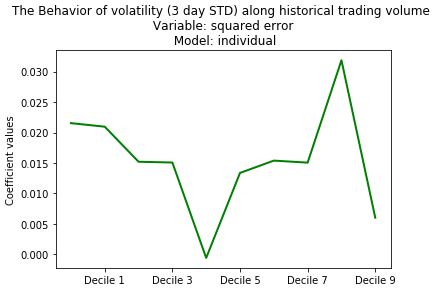 The Behavior of volatility (3 day STD) along historical trading volume
Variable: squared error
Model: individual
Coefficient values
0.030
0.025
0.020
0.015
0.010
0.005
0.000
Decile 1 Decile 3 Decile 5 Decile 7 Decile 9